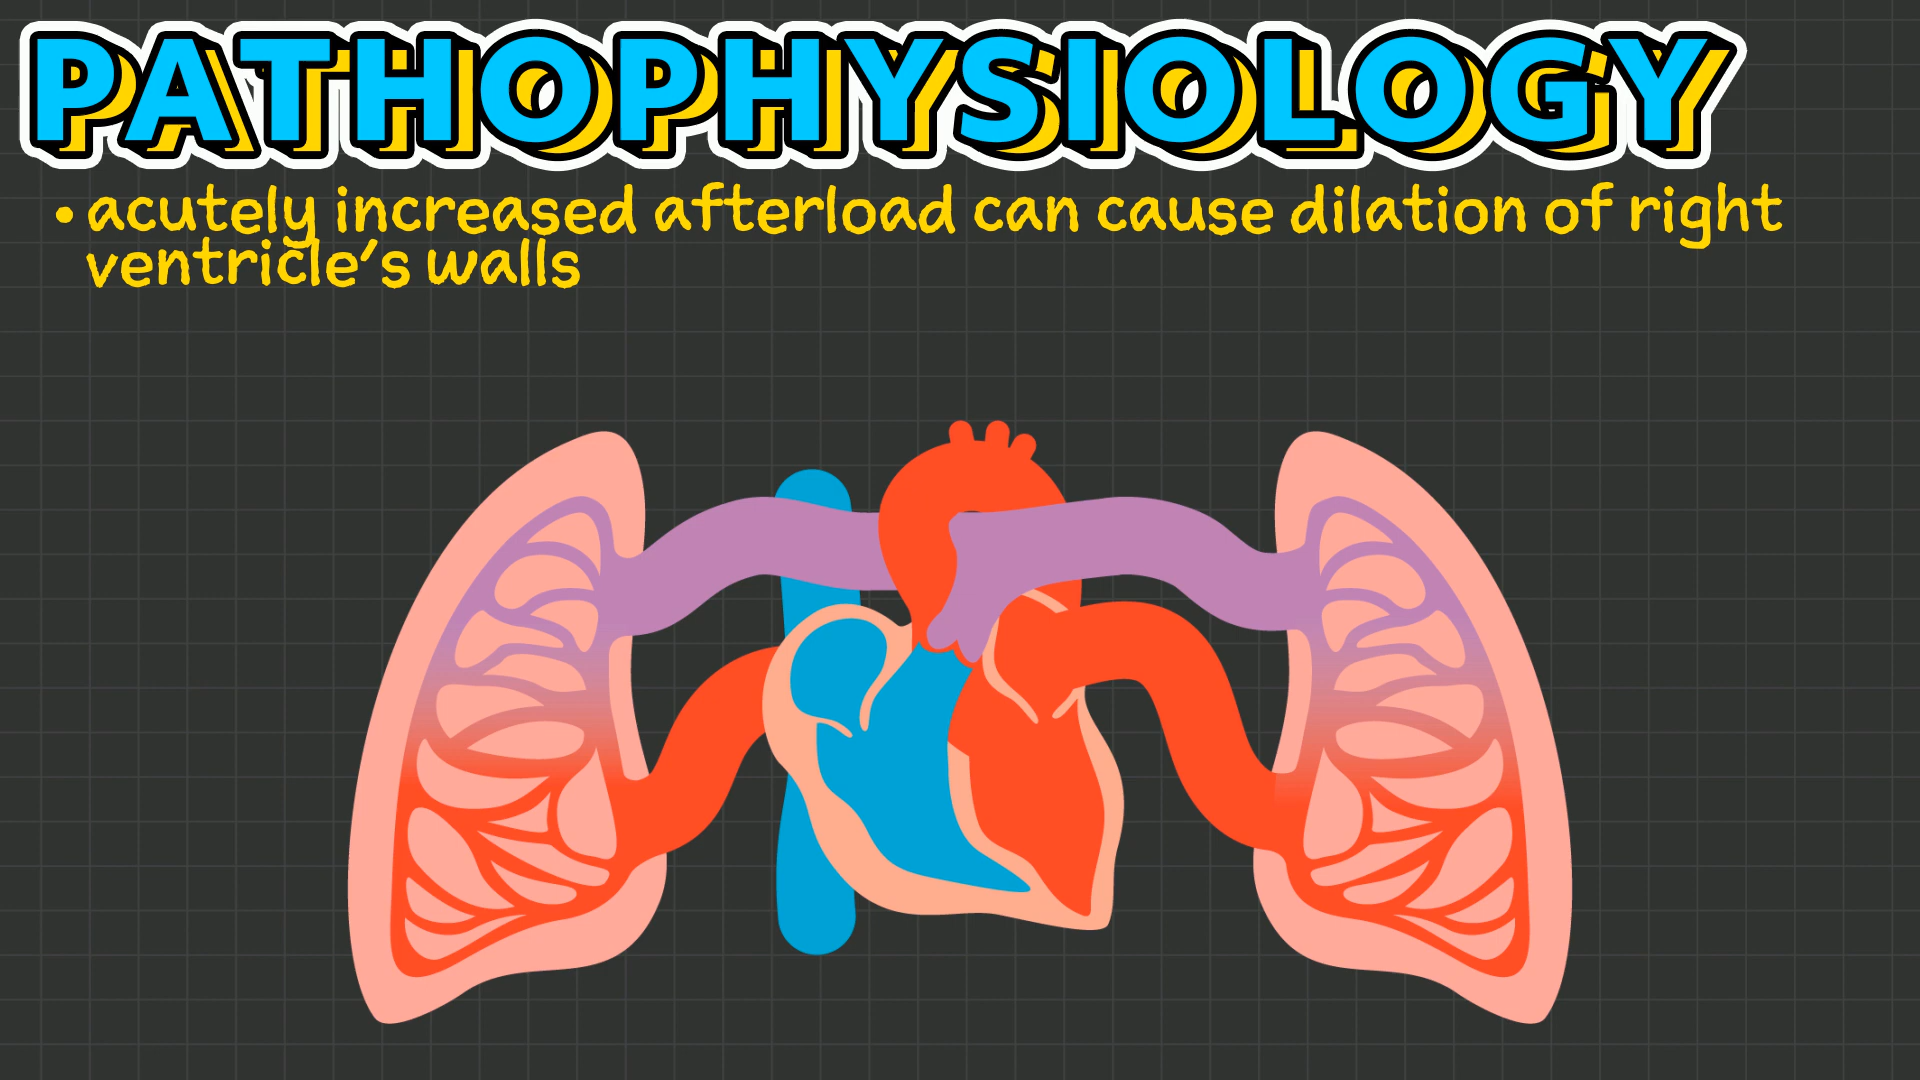 PATHOPHYSIOLOGY
• acutely increased afterload can cause dilation of right
ventricle's walls